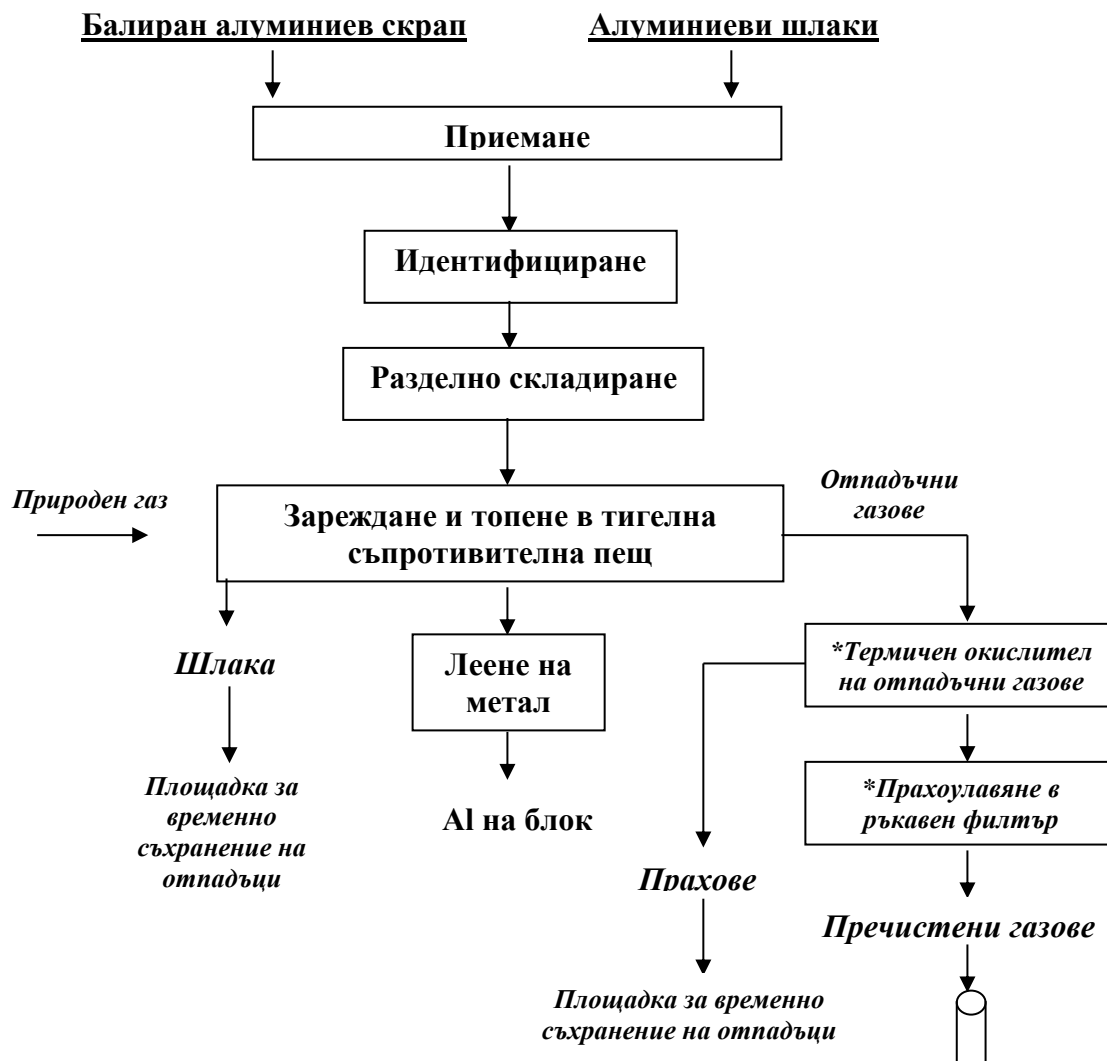 Балиран алуминиев скрап
Алуминиеви шлаки
Приемане
Идентифициране
Разделно складиране
Природен газ
Зареждане и топене в тигелна
съпротивителна пещ
Отпадъчни
газове
*Термичен окислител
на отпадъчни газове
Шлака
Леене на
метал
*Прахоулавяне в
ръкавен филтър
Площадка за
временно
съхранение на
отпадъци
Al на блок
Прахове
Пречистени газове
Площадка за временно
съхранение на отпадъци